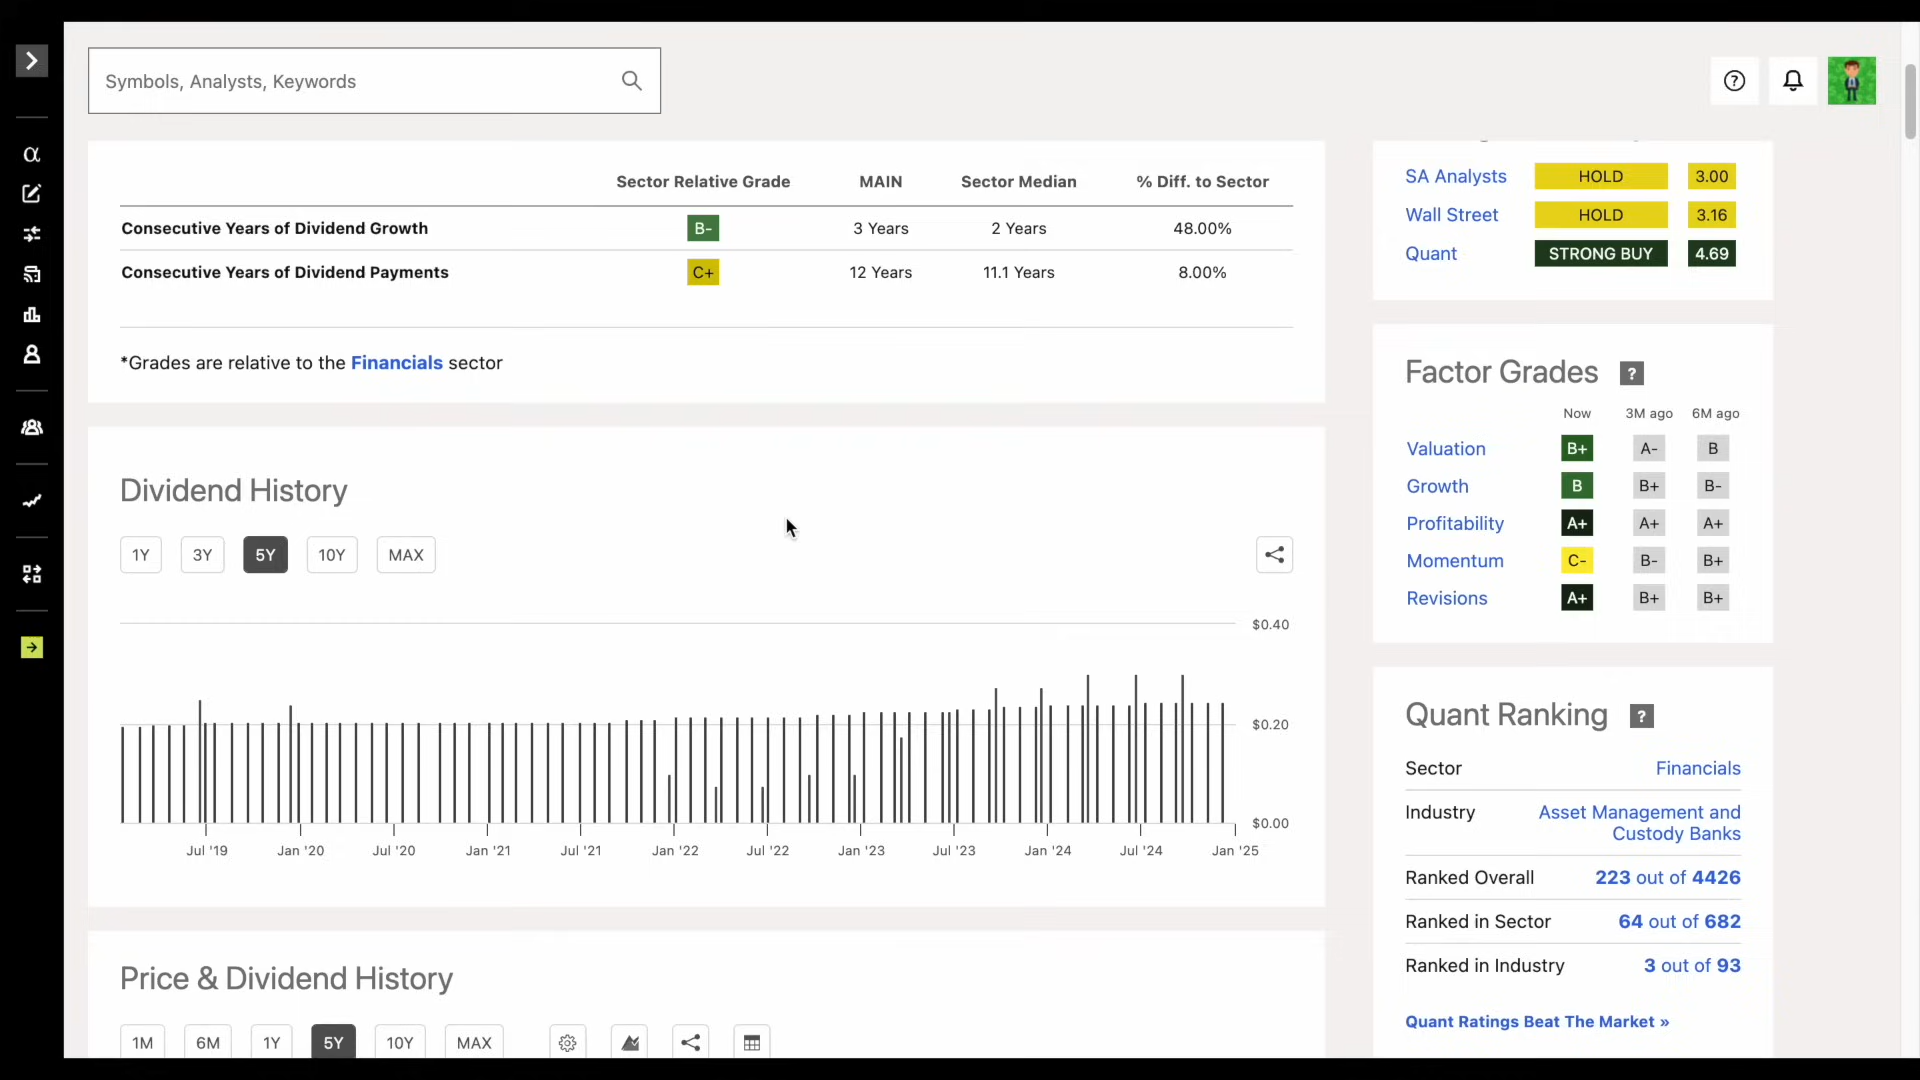 Symbols, Analysts, Keywords
Sector Relative Grade MAIN Sector Median % Diff. to Sector
Consecutive Years of Dividend Growth B- 3 Years 2 Years 48.00%
Consecutive Years of Dividend Payments C+ 12 Years 11.1 Years 8.00%
*Grades are relative to the Financials sector
Dividend History
1Y 3Y 5Y 10Y MAX
$0.40
$0.20
$0.00
Jul '19 Jan '20 Jul '20 Jan '21 Jul '21 Jan '22 Jul '22 Jan '23 Jul '23 Jan '24 Jul '24 Jan '25
Price & Dividend History
1M 6M 1Y 5Y 10Y MAX
SA Analysts HOLD 3.00
Wall Street HOLD 3.16
Quant STRONG BUY 4.69
Factor Grades ?
Now 3M ago 6M ago
Valuation B+ A- B
Growth B B+ B-
Profitability A+ A+ A+
Momentum C- B- B+
Revisions A+ B+ B+
Quant Ranking ?
Sector Financials
Industry Asset Management and
Custody Banks
Ranked Overall 223 out of 4426
Ranked in Sector 64 out of 682
Ranked in Industry 3 out of 93
Quant Ratings Beat The Market »